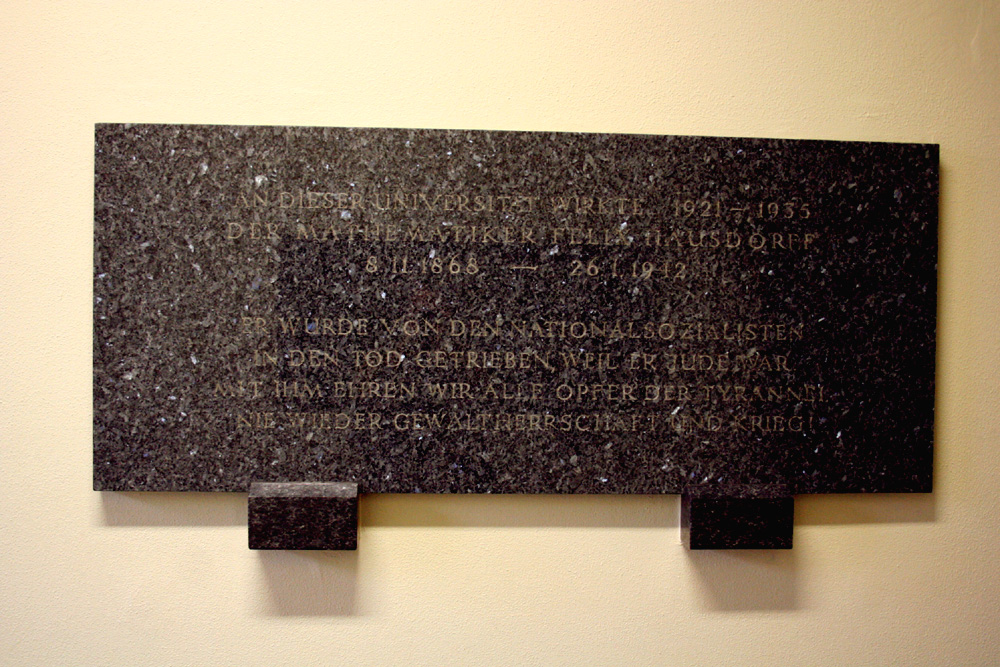 AN DIESER UNIVERSITÄT WIRKTE 1921 – 1935
DER MATHEMATIKER FELIX HAUSDORFF
8.11.1868 — 26.1.1942
ER WURDE VON DEN NATIONALSOZIALISTEN
IN DEN TOD GETRIEBEN, WEIL ER JUDE WAR.
MIT IHM EHREN WIR ALLE OPFER DER TYRANNEI.
NIE WIEDER GEWALTHERRSCHAFT UND KRIEG!